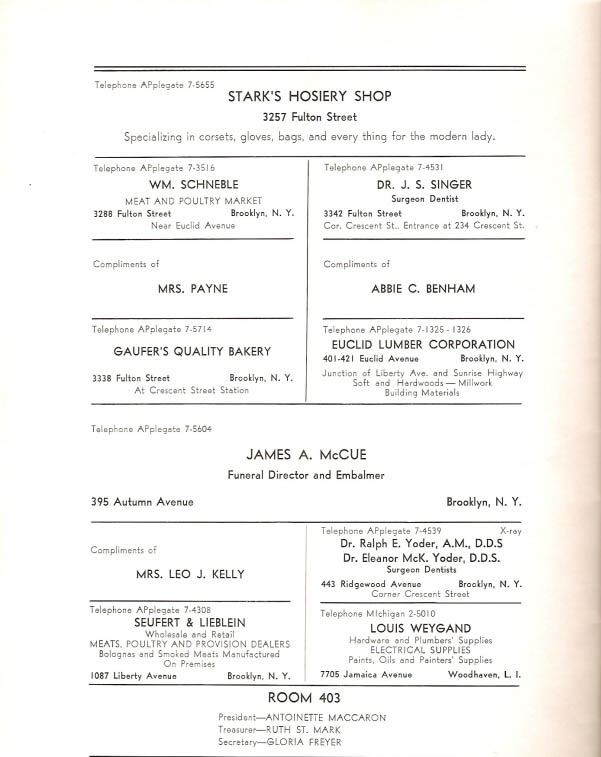 Telephone APplegate 7-5655
STARK'S HOSIERY SHOP
3257 Fulton Street
Specializing in corsets, gloves, bags, and every thing for the modern lady.
Telephone APplegate 7-3516
WM. SCHNEBLE
MEAT AND POULTRY MARKET
3288 Fulton Street Brooklyn, N. Y.
Near Euclid Avenue
Telephone APplegate 7-4531
DR. J. S. SINGER
Surgeon Dentist
3342 Fulton Street Brooklyn, N. Y.
Cor. Crescent St.. Entrance at 234 Crescent St.
Compliments of
MRS. PAYNE
Compliments of
ABBIE C. BENHAM
Telephone APplegate 7-5714
GAUFER'S QUALITY BAKERY
3338 Fulton Street Brooklyn, N. Y.
At Crescent Street Station
Telephone APplegate 7-1325 - 1326
EUCLID LUMBER CORPORATION
401-421 Euclid Avenue Brooklyn, N. Y.
Junction of Liberty Ave. and Sunrise Highway
Soft and Hardwoods — Millwork
Building Materials
Telephone APplegate 7-5604
JAMES A. McCUE
Funeral Director and Embalmer
395 Autumn Avenue Brooklyn, N. Y.
Compliments of
MRS. LEO J. KELLY
Telephone APplegate 7-4539 X-ray
Dr. Ralph E. Yoder, A.M., D.D.S
Dr. Eleanor McK. Yoder, D.D.S.
Surgeon Dentists
443 Ridgewood Avenue Brooklyn, N. Y.
Corner Crescent Street
Telephone APplegate 7-4308
SEUFERT & LIEBLEIN
Wholesale and Retail
MEATS, POULTRY AND PROVISION DEALERS
Bolognas and Smoked Meats Manufactured
On Premises
1087 Liberty Avenue Brooklyn, N. Y.
Telephone MIchigan 2-5010
LOUIS WEYGAND
Hardware and Plumbers' Supplies
ELECTRICAL SUPPLIES
Paints, Oils and Painters' Supplies
7705 Jamaica Avenue Woodhaven, L. I.
ROOM 403
President—ANTOINETTE MACCARON
Treasurer—RUTH ST. MARK
Secretary—GLORIA FREYER